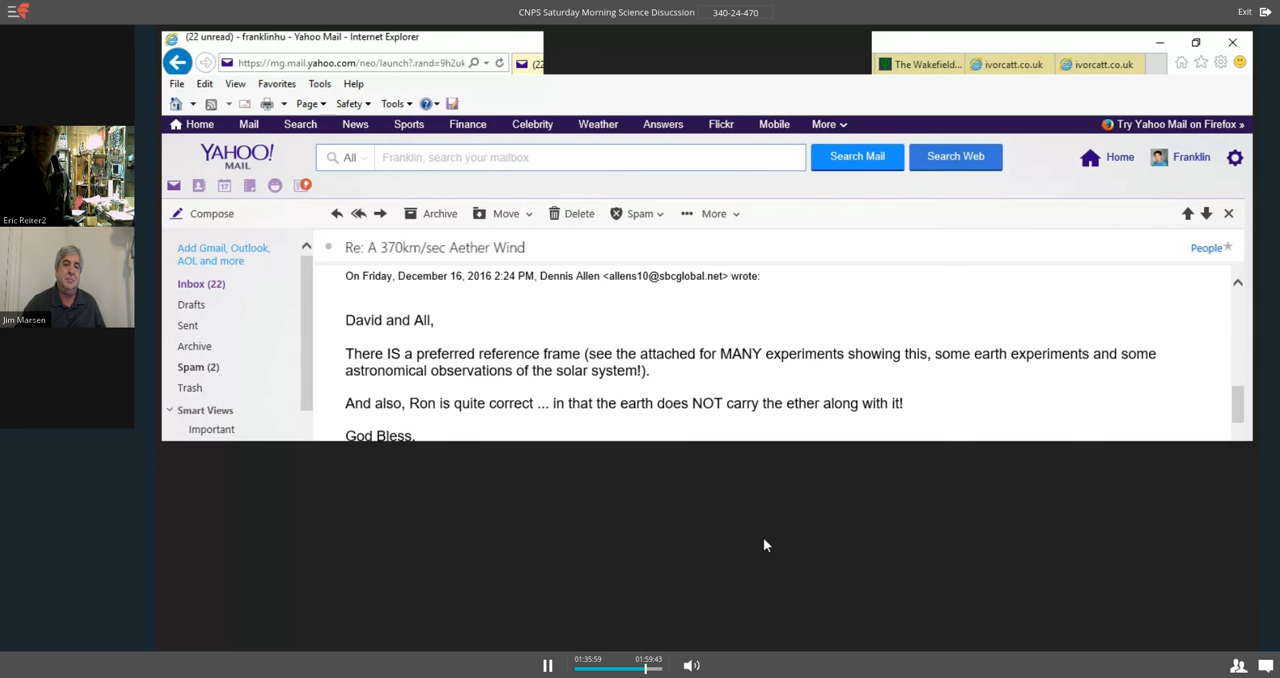 CNPS Saturday Morning Science Disucssion 340-24-470 Exit
(22 unread) - franklinhu - Yahoo Mail - Internet Explorer
https://mg.mail.yahoo.com/neo/launch?.rand=9h2uk (22 The Wakefield... ivorcatt.co.uk ivorcatt.co.uk
File Edit View Favorites Tools Help
Page Safety Tools
Home Mail Search News Sports Finance Celebrity Weather Answers Flickr Mobile More Try Yahoo Mail on Firefox »
YAHOO! MAIL All Franklin, search your mailbox Search Mail Search Web Home Franklin
17
Compose Archive Move Delete Spam More
Eric Reiter2
Add Gmail, Outlook, AOL and more
Inbox (22)
Drafts
Sent
Archive
Spam (2)
Trash
Smart Views
Important
Jim Marsen
Re: A 370km/sec Aether Wind People
On Friday, December 16, 2016 2:24 PM, Dennis Allen <allens10@sbcglobal.net> wrote:
David and All,
There IS a preferred reference frame (see the attached for MANY experiments showing this, some earth experiments and some
astronomical observations of the solar system!).
And also, Ron is quite correct ... in that the earth does NOT carry the ether along with it!
God Bless,
01:35:59 01:59:43